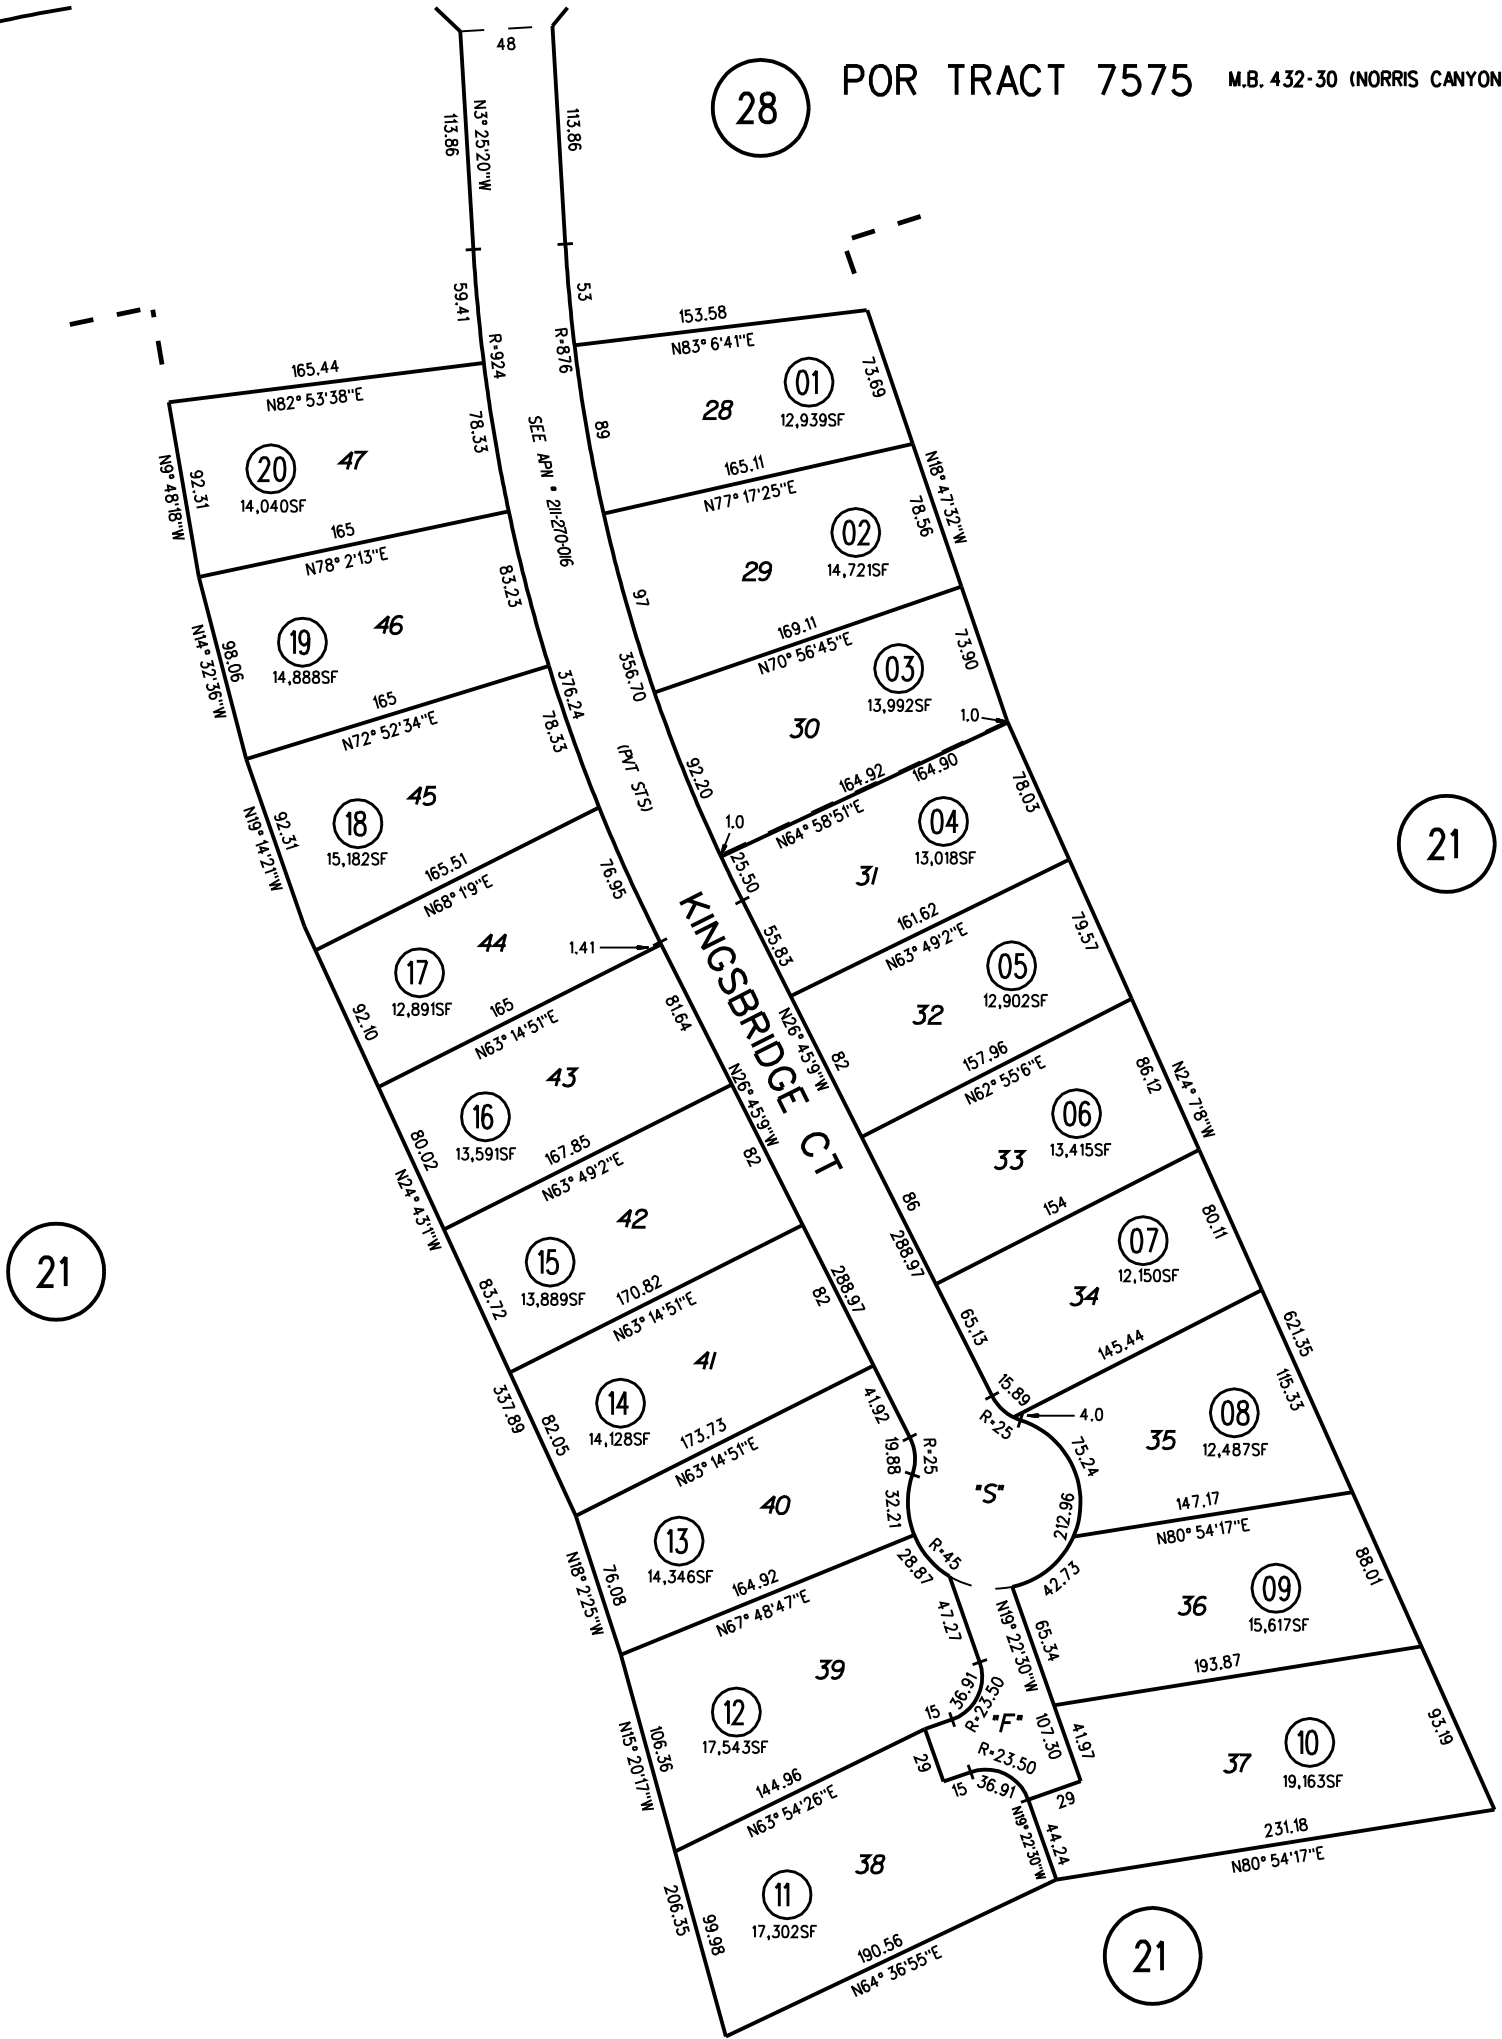 48
28
POR TRACT 7575 M.B. 432-30 (NORRIS CANYON
113.86
N3° 25'20"W
113.86
59.41
R=924
53
R=876
153.58
N83° 6'41"E
73.69
01
28
12,939SF
165.44
N82° 53'38"E
78.33
SEE APN # 211-270-016
89
20
47
14,040SF
N9° 48'18"W
92.31
165.11
N77° 17'25"E
N18° 47'32"W
78.56
02
29
14,721SF
165
N78° 2'13"E
83.23
97
19
46
14,888SF
N14° 32'36"W
98.06
169.11
N70° 56'45"E
73.90
03
13,992SF
356.70
376.24
165
N72° 52'34"E
78.33
30
1.0
(PVT STS)
92.20
164.92
164.90
N64° 58'51"E
78.03
18
45
15,182SF
N19° 14'21"W
92.31
1.0
25.50
04
13,018SF
31
21
165.51
N68° 1'9"E
76.95
KINGSBRIDGE CT
55.83
161.62
N63° 49'2"E
79.57
17
44
12,891SF
1.41
92.10
165
N63° 14'51"E
81.64
05
12,902SF
32
N26° 45'9"W
82
157.96
N62° 55'6"E
86.12
N24° 7'8"W
16
43
13,591SF
80.02
N24° 43'1"W
167.85
N63° 49'2"E
N26° 45'9"W
82
06
13,415SF
33
86
288.97
154
80.11
15
42
13,889SF
21
83.72
170.82
N63° 14'51"E
288.97
82
07
12,150SF
34
65.13
145.44
621.35
115.33
14
41
14,128SF
337.89
82.05
173.73
N63° 14'51"E
41.92
15.89
R=25
4.0
08
12,487SF
35
75.24
19.88
R=25
"S"
32.21
212.96
13
40
14,346SF
N18° 2'25"W
76.08
164.92
N67° 48'47"E
28.87
R=45
42.73
147.17
N80° 54'17"E
88.01
09
15,617SF
36
47.27
N19° 22'30"W
65.34
193.87
12
39
17,543SF
N15° 20'17"W
106.36
144.96
N63° 54'26"E
36.91
R=23.50
15
"F"
107.30
41.97
29
15
R=23.50
36.91
29
10
37
19,163SF
93.19
N19° 22'30"W
44.24
231.18
N80° 54'17"E
11
38
17,302SF
206.35
99.98
190.56
N64° 36'55"E
21